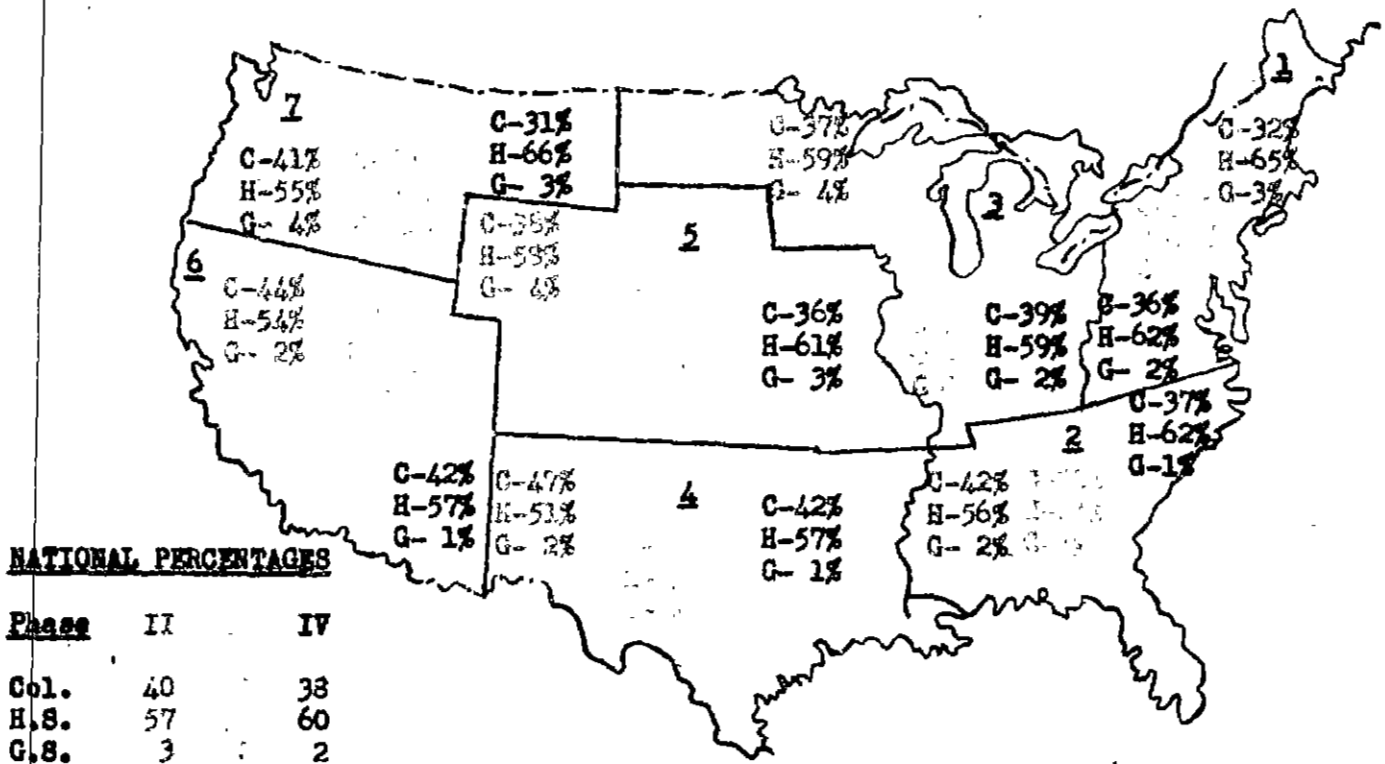 1
7
C-31%
H-66%
G- 3%
C-37%
H-59%
G- 4%
C-32%
H-65%
G-3%
C-41%
H-55%
G- 4%
3
C-38%
H-58%
G- 4%
5
6
C-44%
H-54%
G- 2%
C-36%
H-61%
G- 3%
C-39%
H-59%
G- 2%
C-36%
H-62%
G- 2%
C-37%
H-62%
G-1%
2
C-42%
H-57%
G- 1%
C-47%
H-51%
G- 2%
4
C-42%
H-57%
G- 1%
C-42%
H-56%
G- 2%
NATIONAL PERCENTAGES
Phase II IV
Col. 40 38
H.S. 57 60
G.S. 3 2